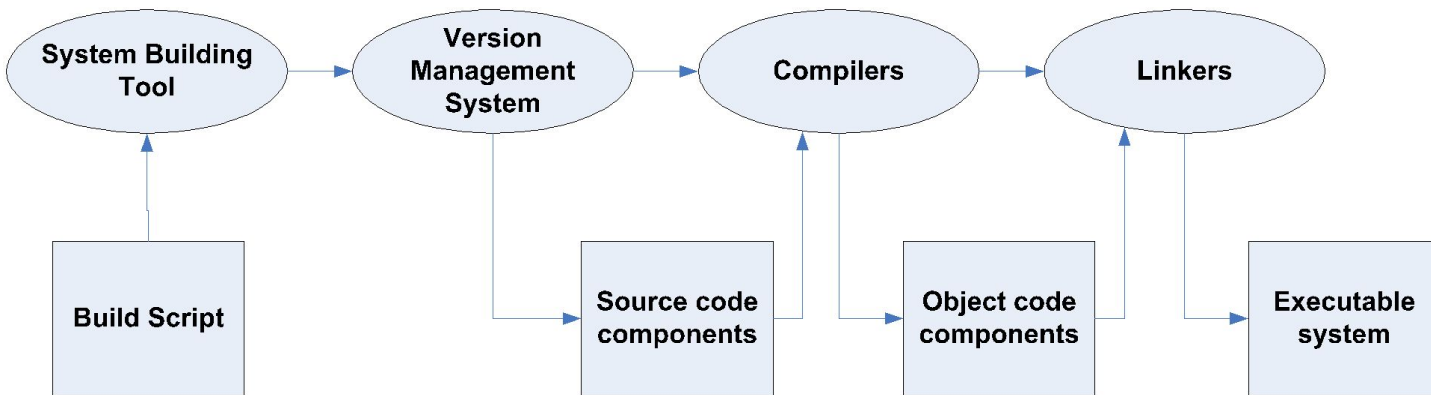 System Building
Tool
Version
Management
System
Compilers
Linkers
Build Script
Source code
components
Object code
components
Executable
system